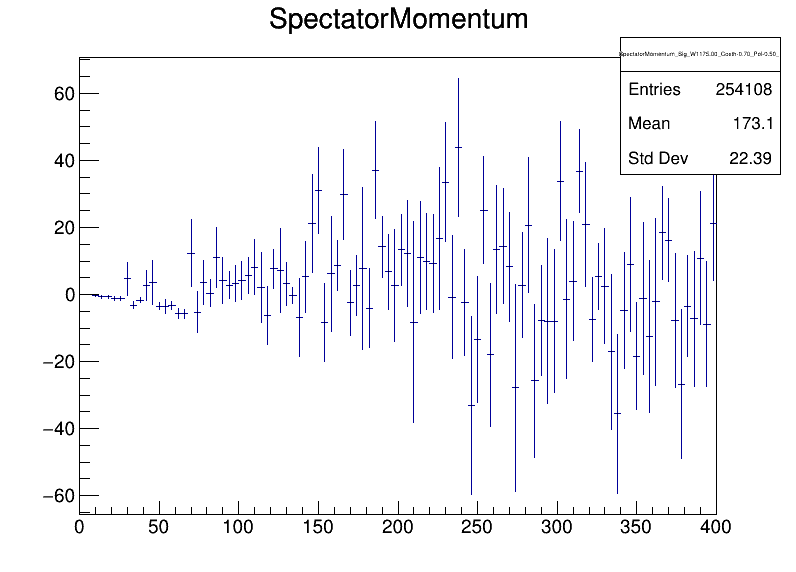 SpectatorMomentum
SpectatorMomentum_Sig_W1175.00_Costh-0.70_Pol-0.50_
Entries 254108
Mean 173.1
Std Dev 22.39
60
40
20
0
−20
−40
−60
0 50 100 150 200 250 300 350 400